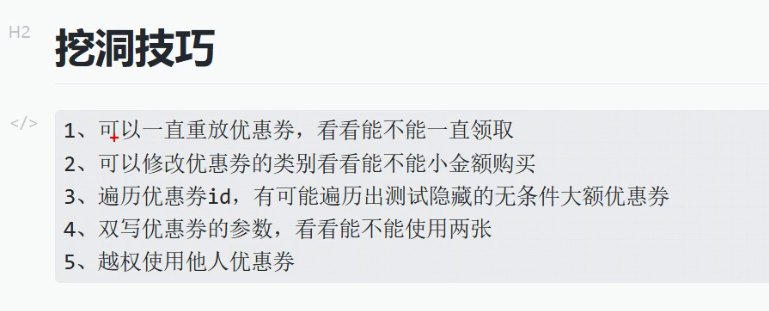 H2
挖洞技巧
</>
1、可以一直重放优惠券，看看能不能一直领取
2、可以修改优惠券的类别看看能不能小金额购买
3、遍历优惠券id，有可能遍历出测试隐藏的无条件大额优惠券
4、双写优惠券的参数，看看能不能使用两张
5、越权使用他人优惠券